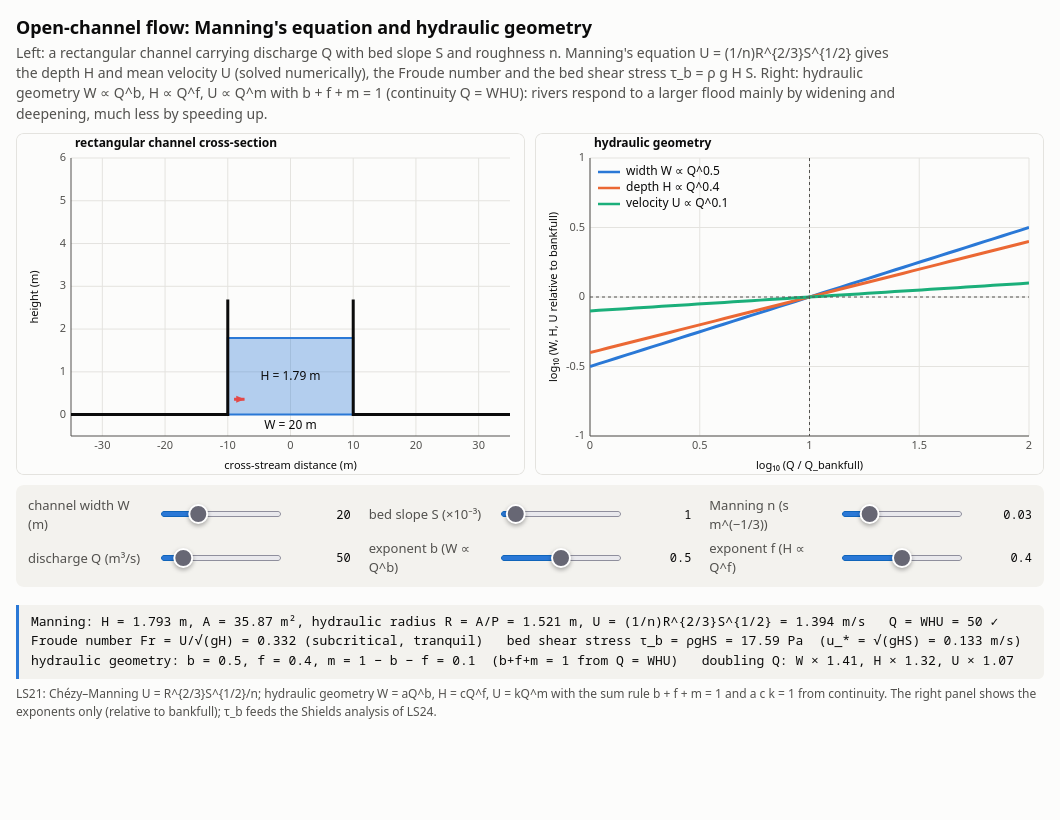 Open-channel flow: Manning's equation and hydraulic geometry
Left: a rectangular channel carrying discharge Q with bed slope S and roughness n. Manning's equation U = (1/n)R^{2/3}S^{1/2} gives
the depth H and mean velocity U (solved numerically), the Froude number and the bed shear stress τ_b = ρ g H S. Right: hydraulic
geometry W ∝ Q^b, H ∝ Q^f, U ∝ Q^m with b + f + m = 1 (continuity Q = WHU): rivers respond to a larger flood mainly by widening and
deepening, much less by speeding up.
rectangular channel cross-section
6
5
4
3
2
1
0
height (m)
H = 1.79 m
W = 20 m
-30 -20 -10 0 10 20 30
cross-stream distance (m)
hydraulic geometry
width W ∝ Q^0.5
depth H ∝ Q^0.4
velocity U ∝ Q^0.1
1
0.5
0
-0.5
-1
log₁₀ (W, H, U relative to bankfull)
0 0.5 1 1.5 2
log₁₀ (Q / Q_bankfull)
channel width W (m) 20
bed slope S (×10⁻³) 1
Manning n (s m^(−1/3)) 0.03
discharge Q (m³/s) 50
exponent b (W ∝ Q^b) 0.5
exponent f (H ∝ Q^f) 0.4
Manning: H = 1.793 m, A = 35.87 m², hydraulic radius R = A/P = 1.521 m, U = (1/n)R^{2/3}S^{1/2} = 1.394 m/s Q = WHU = 50 ✓
Froude number Fr = U/√(gH) = 0.332 (subcritical, tranquil) bed shear stress τ_b = ρgHS = 17.59 Pa (u_* = √(gHS) = 0.133 m/s)
hydraulic geometry: b = 0.5, f = 0.4, m = 1 − b − f = 0.1 (b+f+m = 1 from Q = WHU) doubling Q: W × 1.41, H × 1.32, U × 1.07
LS21: Chézy–Manning U = R^{2/3}S^{1/2}/n; hydraulic geometry W = aQ^b, H = cQ^f, U = kQ^m with the sum rule b + f + m = 1 and a c k = 1 from continuity. The right panel shows the
exponents only (relative to bankfull); τ_b feeds the Shields analysis of LS24.